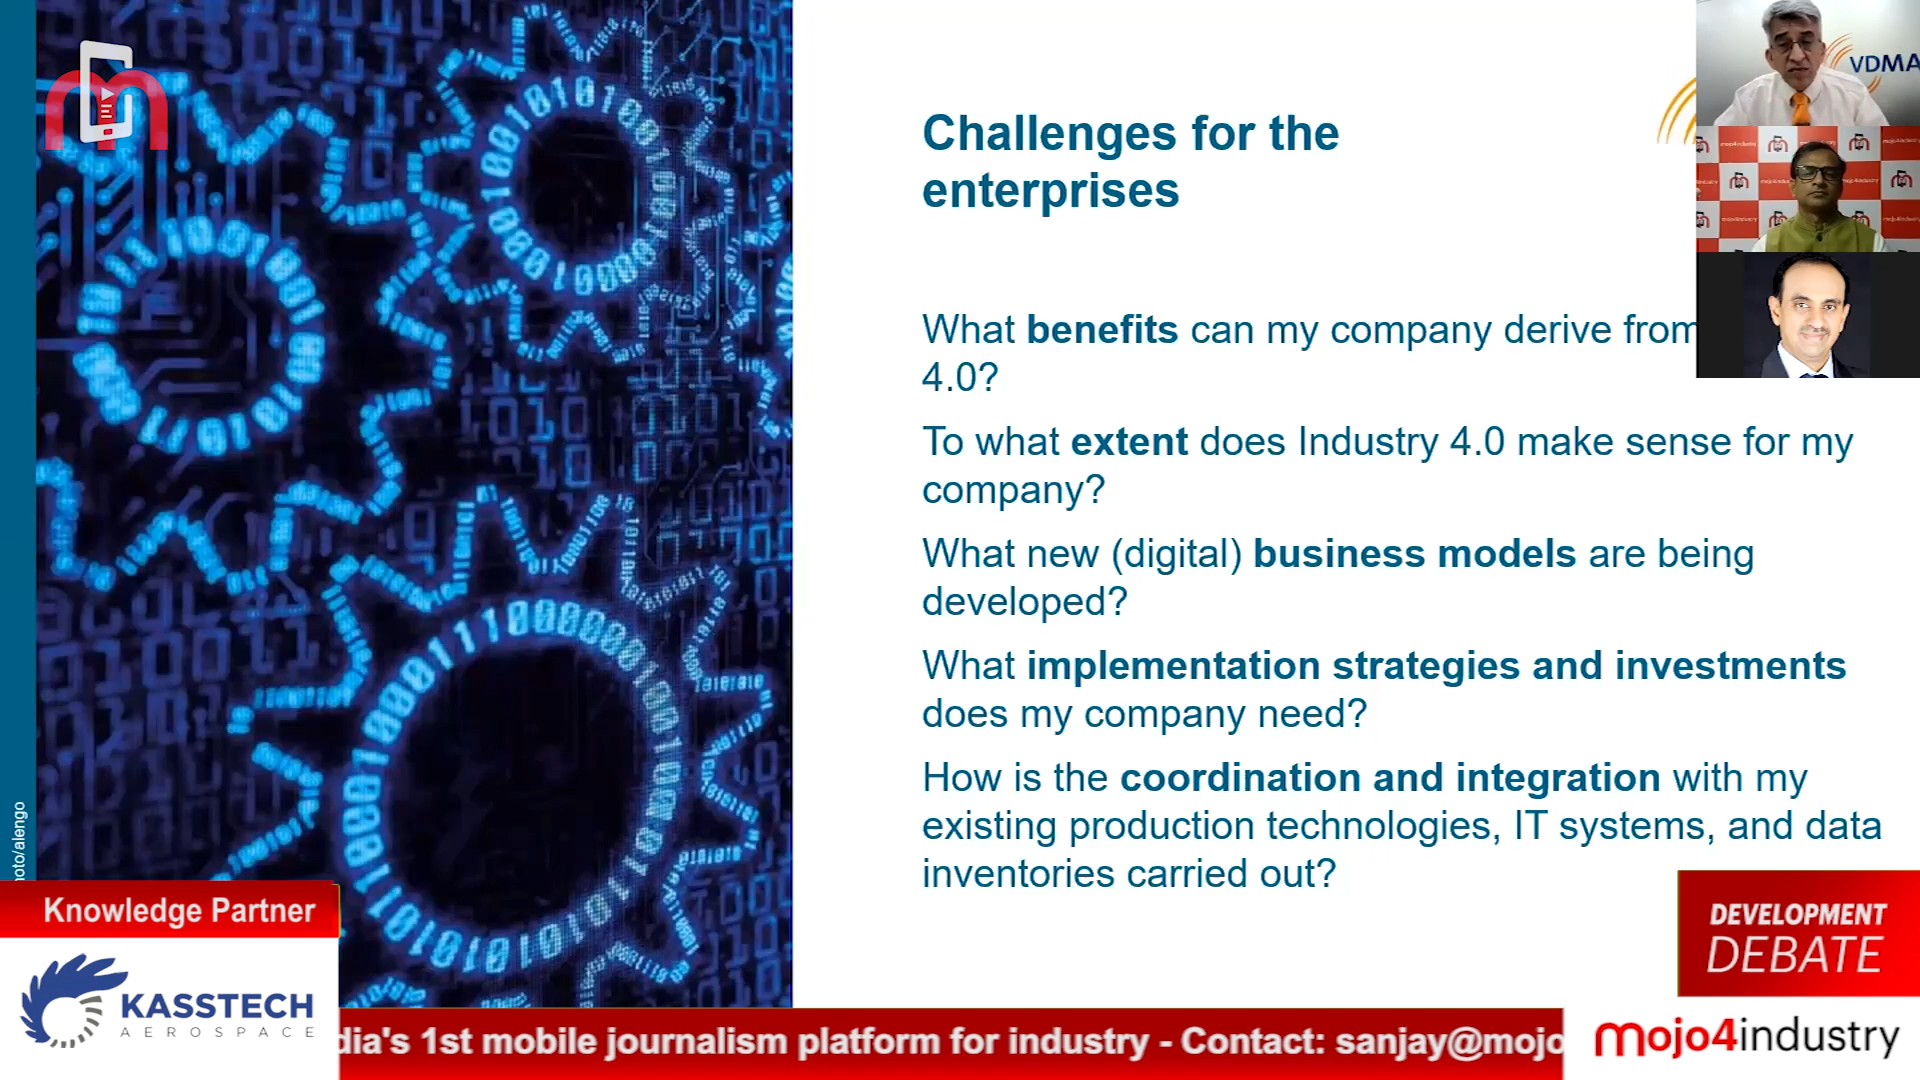 Challenges for the
enterprises
VDMA
What benefits can my company derive from
4.0?
To what extent does Industry 4.0 make sense for my
company?
What new (digital) business models are being
developed?
What implementation strategies and investments
does my company need?
How is the coordination and integration with my
existing production technologies, IT systems, and data
inventories carried out?
oto/alengo
Knowledge Partner
KASSTECH
AEROSPACE
DEVELOPMENT
DEBATE
dia's 1st mobile journalism platform for industry - Contact: sanjay@mojo
mojo4industry